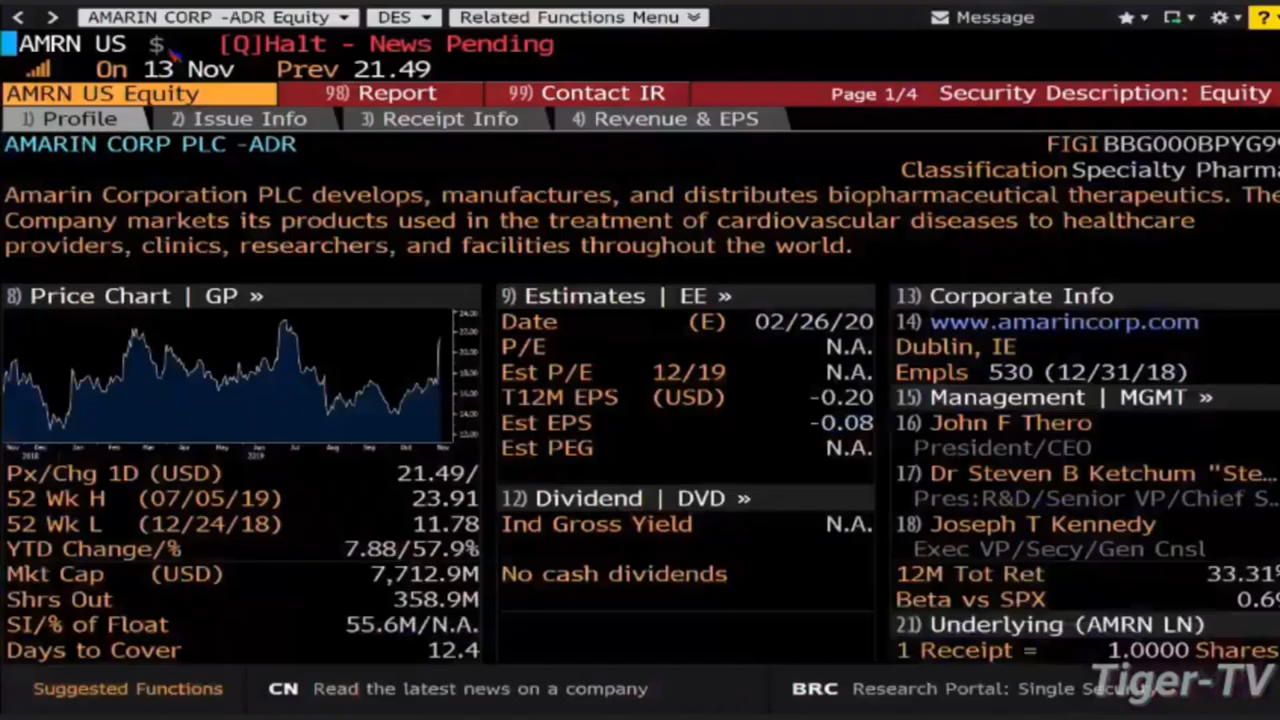 AMARIN CORP -ADR Equity DES Related Functions Menu Message ?
AMRN US $ [Q]Halt - News Pending
On 13 Nov Prev 21.49
AMRN US Equity 98) Report 99) Contact IR Page 1/4 Security Description: Equity
1) Profile 2) Issue Info 3) Receipt Info 4) Revenue & EPS
AMARIN CORP PLC -ADR FIGI BBG000BPYG9
Classification Specialty Pharma
Amarin Corporation PLC develops, manufactures, and distributes biopharmaceutical therapeutics. The
Company markets its products used in the treatment of cardiovascular diseases to healthcare
providers, clinics, researchers, and facilities throughout the world.
8) Price Chart | GP »
Px/Chg 1D (USD) 21.49/
52 Wk H (07/05/19) 23.91
52 Wk L (12/24/18) 11.78
YTD Change/% 7.88/57.9%
Mkt Cap (USD) 7,712.9M
Shrs Out 358.9M
SI/% of Float 55.6M/N.A.
Days to Cover 12.4
9) Estimates | EE »
Date (E) 02/26/20
P/E N.A.
Est P/E 12/19 N.A.
T12M EPS (USD) -0.20
Est EPS -0.08
Est PEG N.A.
12) Dividend | DVD »
Ind Gross Yield N.A.
No cash dividends
13) Corporate Info
14) www.amarincorp.com
Dublin, IE
Empls 530 (12/31/18)
15) Management | MGMT »
16) John F Thero
President/CEO
17) Dr Steven B Ketchum "Ste...
Pres:R&D/Senior VP/Chief S...
18) Joseph T Kennedy
Exec VP/Secy/Gen Cnsl
12M Tot Ret 33.31%
Beta vs SPX 0.6
21) Underlying (AMRN LN)
1 Receipt = 1.0000 Shares
Suggested Functions CN Read the latest news on a company BRC Research Portal: Single
Tiger-TV